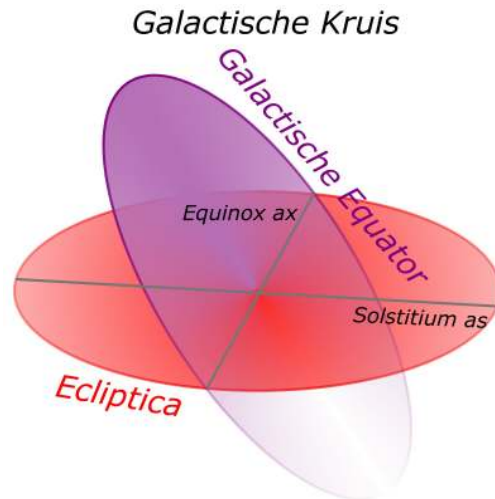 Galactische Kruis
Galactische Equator
Equinox ax
Solstitium as
Ecliptica